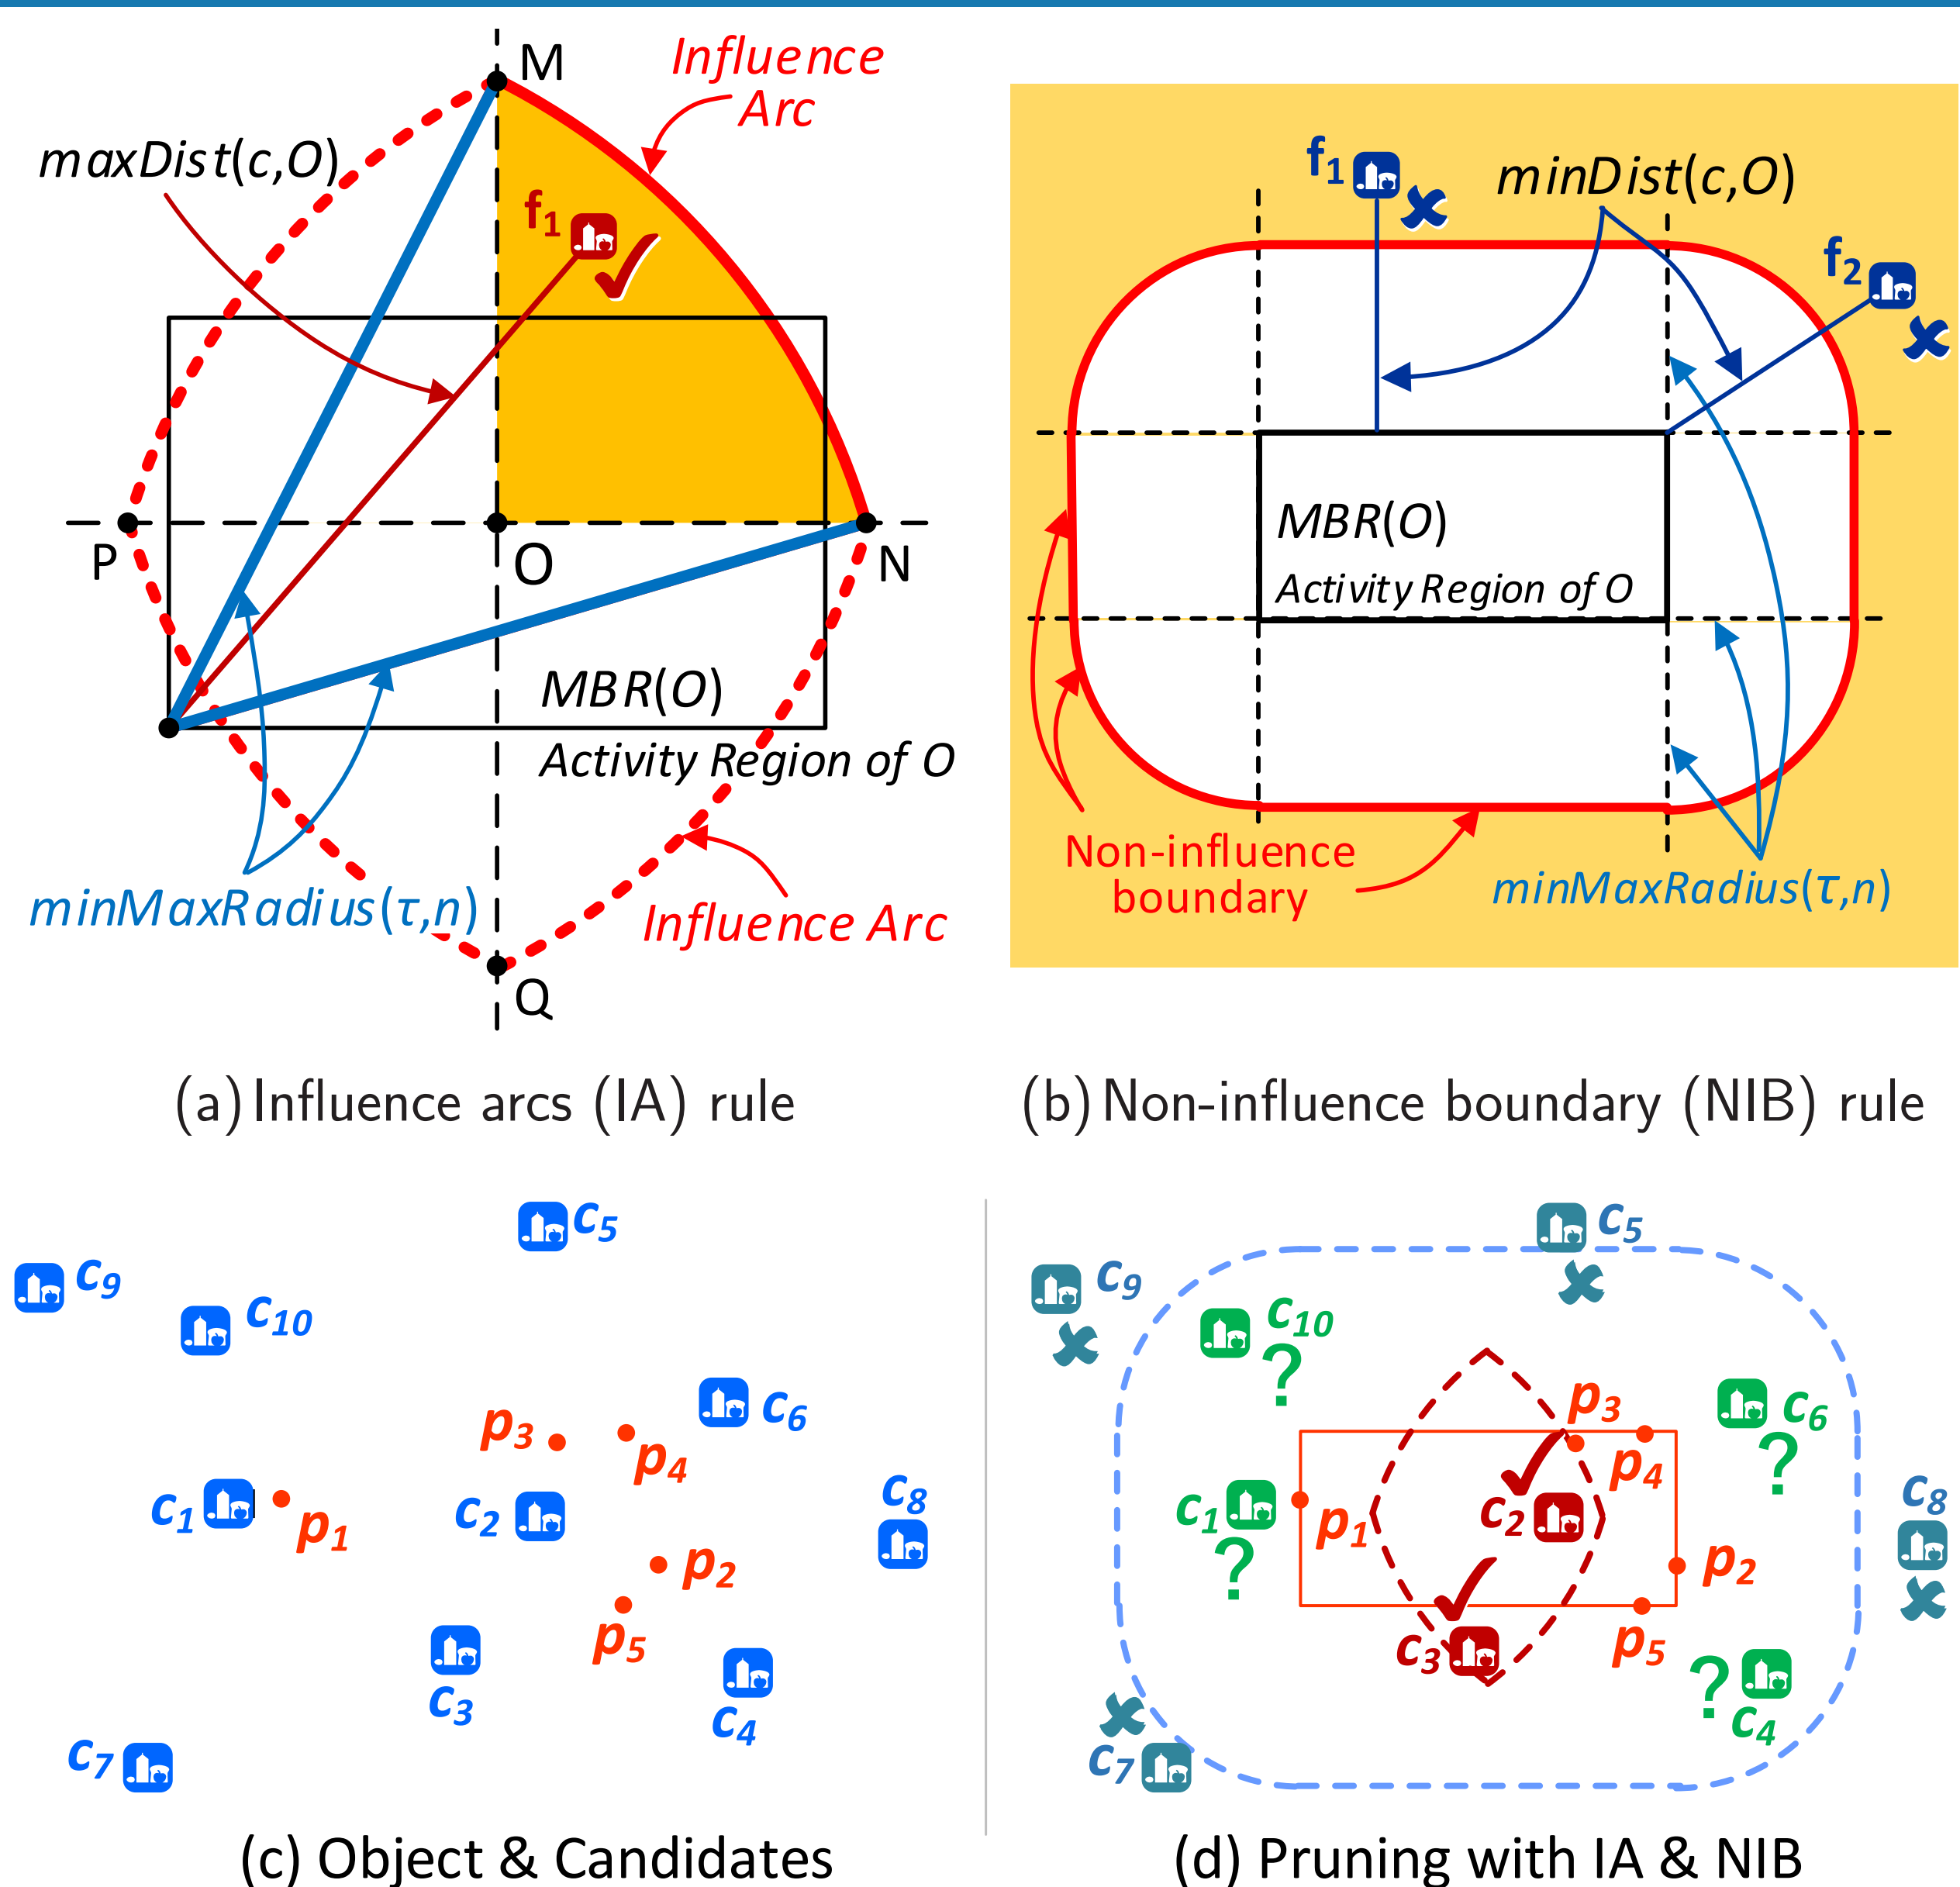 M
Influence
Arc
maxDist(c,O)
f1
P
O
N
MBR(O)
Activity Region of O
minMaxRadius(τ,n)
Influence Arc
Q
(a) Influence arcs (IA) rule
f1
minDist(c,O)
f2
MBR(O)
Activity Region of O
Non-influence
boundary
minMaxRadius(τ,n)
(b) Non-influence boundary (NIB) rule
c5
c9
c10
c6
p3
p4
c1
p1
c2
c8
p2
p5
c3
c4
c7
(c) Object & Candidates
c5
c9
c10
?
p3
c6
?
p4
c1
?
p1
c2
c8
p2
c3
p5
?
c4
c7
(d) Pruning with IA & NIB